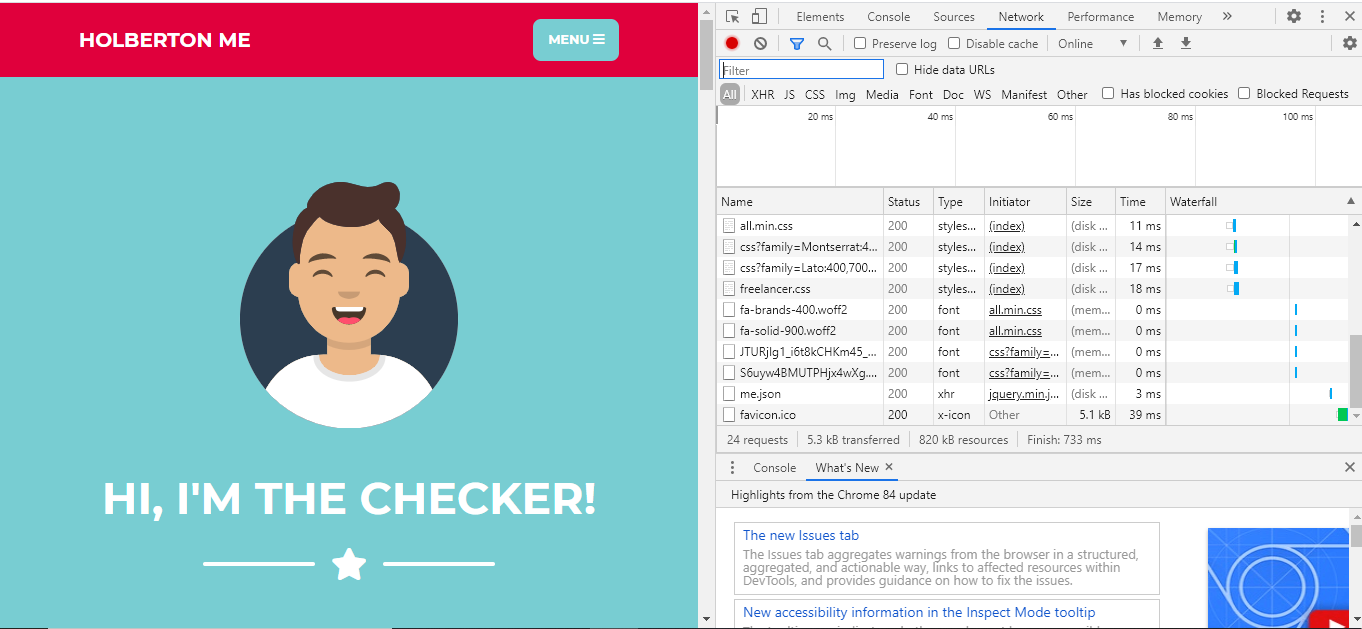 HOLBERTON ME
MENU
HI, I'M THE CHECKER!
Elements Console Sources Network Performance Memory »
Preserve log Disable cache Online
Filter Hide data URLs
All XHR JS CSS Img Media Font Doc WS Manifest Other Has blocked cookies Blocked Requests
20 ms 40 ms 60 ms 80 ms 100 ms
Name Status Type Initiator Size Time Waterfall
all.min.css 200 styles... (index) (disk ... 11 ms
css?family=Montserrat:4... 200 styles... (index) (disk ... 14 ms
css?family=Lato:400,700... 200 styles... (index) (disk ... 17 ms
freelancer.css 200 styles... (index) (disk ... 18 ms
fa-brands-400.woff2 200 font all.min.css (mem... 0 ms
fa-solid-900.woff2 200 font all.min.css (mem... 0 ms
JTURjIg1_i6t8kCHKm45_... 200 font css?family=... (mem... 0 ms
S6uyw4BMUTPHjx4wXg.... 200 font css?family=... (mem... 0 ms
me.json 200 xhr jquery.min.j... (disk ... 3 ms
favicon.ico 200 x-icon Other 5.1 kB 39 ms
24 requests 5.3 kB transferred 820 kB resources Finish: 733 ms
Console What's New
Highlights from the Chrome 84 update
The new Issues tab
The Issues tab aggregates warnings from the browser in a structured,
aggregated, and actionable way, links to affected resources within
DevTools, and provides guidance on how to fix the issues.
New accessibility information in the Inspect Mode tooltip